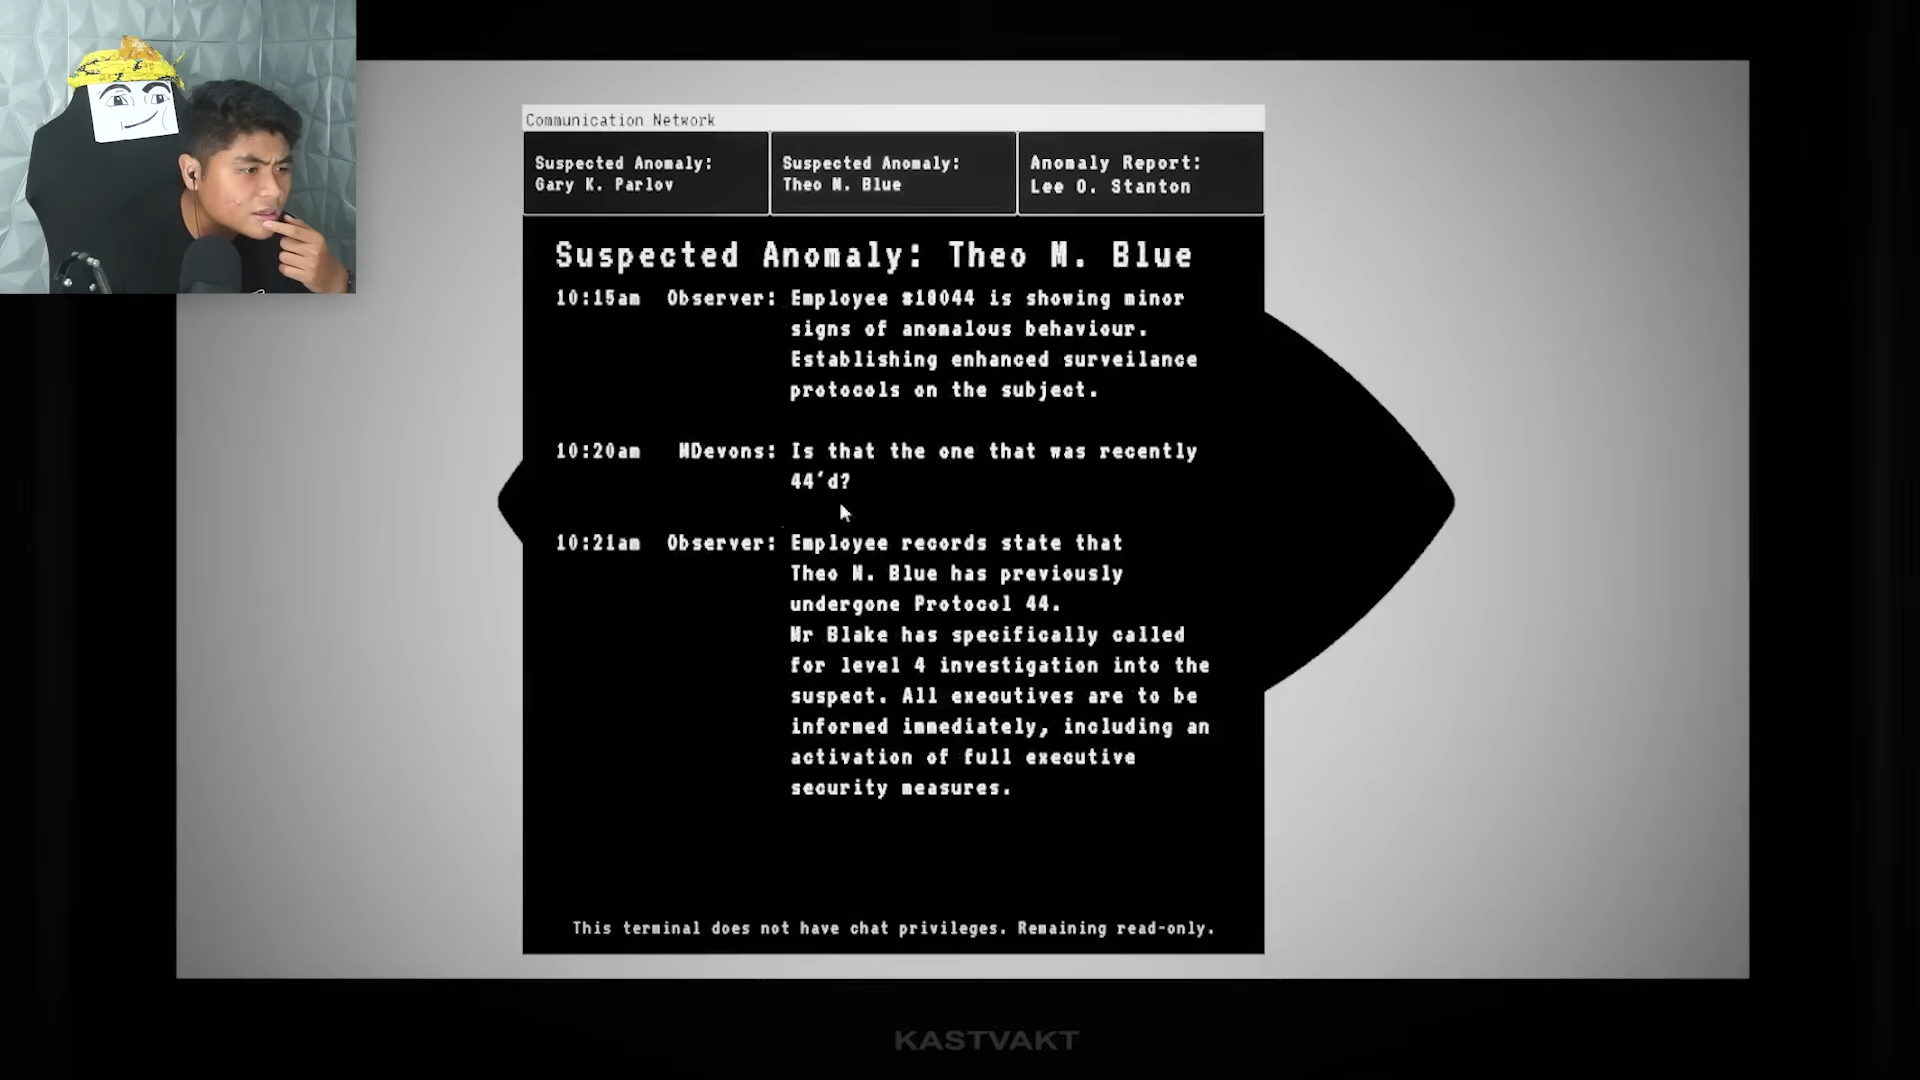 Communication Network
Suspected Anomaly:
Gary K. Parlov
Suspected Anomaly:
Theo M. Blue
Anomaly Report:
Lee O. Stanton
Suspected Anomaly: Theo M. Blue
10:15am Observer: Employee #18044 is showing minor
signs of anomalous behaviour.
Establishing enhanced surveilance
protocols on the subject.
10:20am MDevons: Is that the one that was recently
44'd?
10:21am Observer: Employee records state that
Theo M. Blue has previously
undergone Protocol 44.
Mr Blake has specifically called
for level 4 investigation into the
suspect. All executives are to be
informed immediately, including an
activation of full executive
security measures.
This terminal does not have chat privileges. Remaining read-only.
KASTVAKT